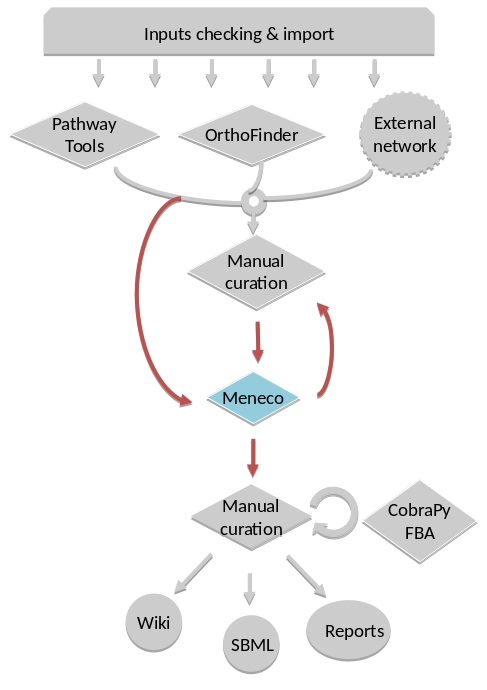 Inputs checking & import
Pathway
Tools
OrthoFinder
External
network
Manual
curation
Meneco
Manual
curation
CobraPy
FBA
Wiki
SBML
Reports